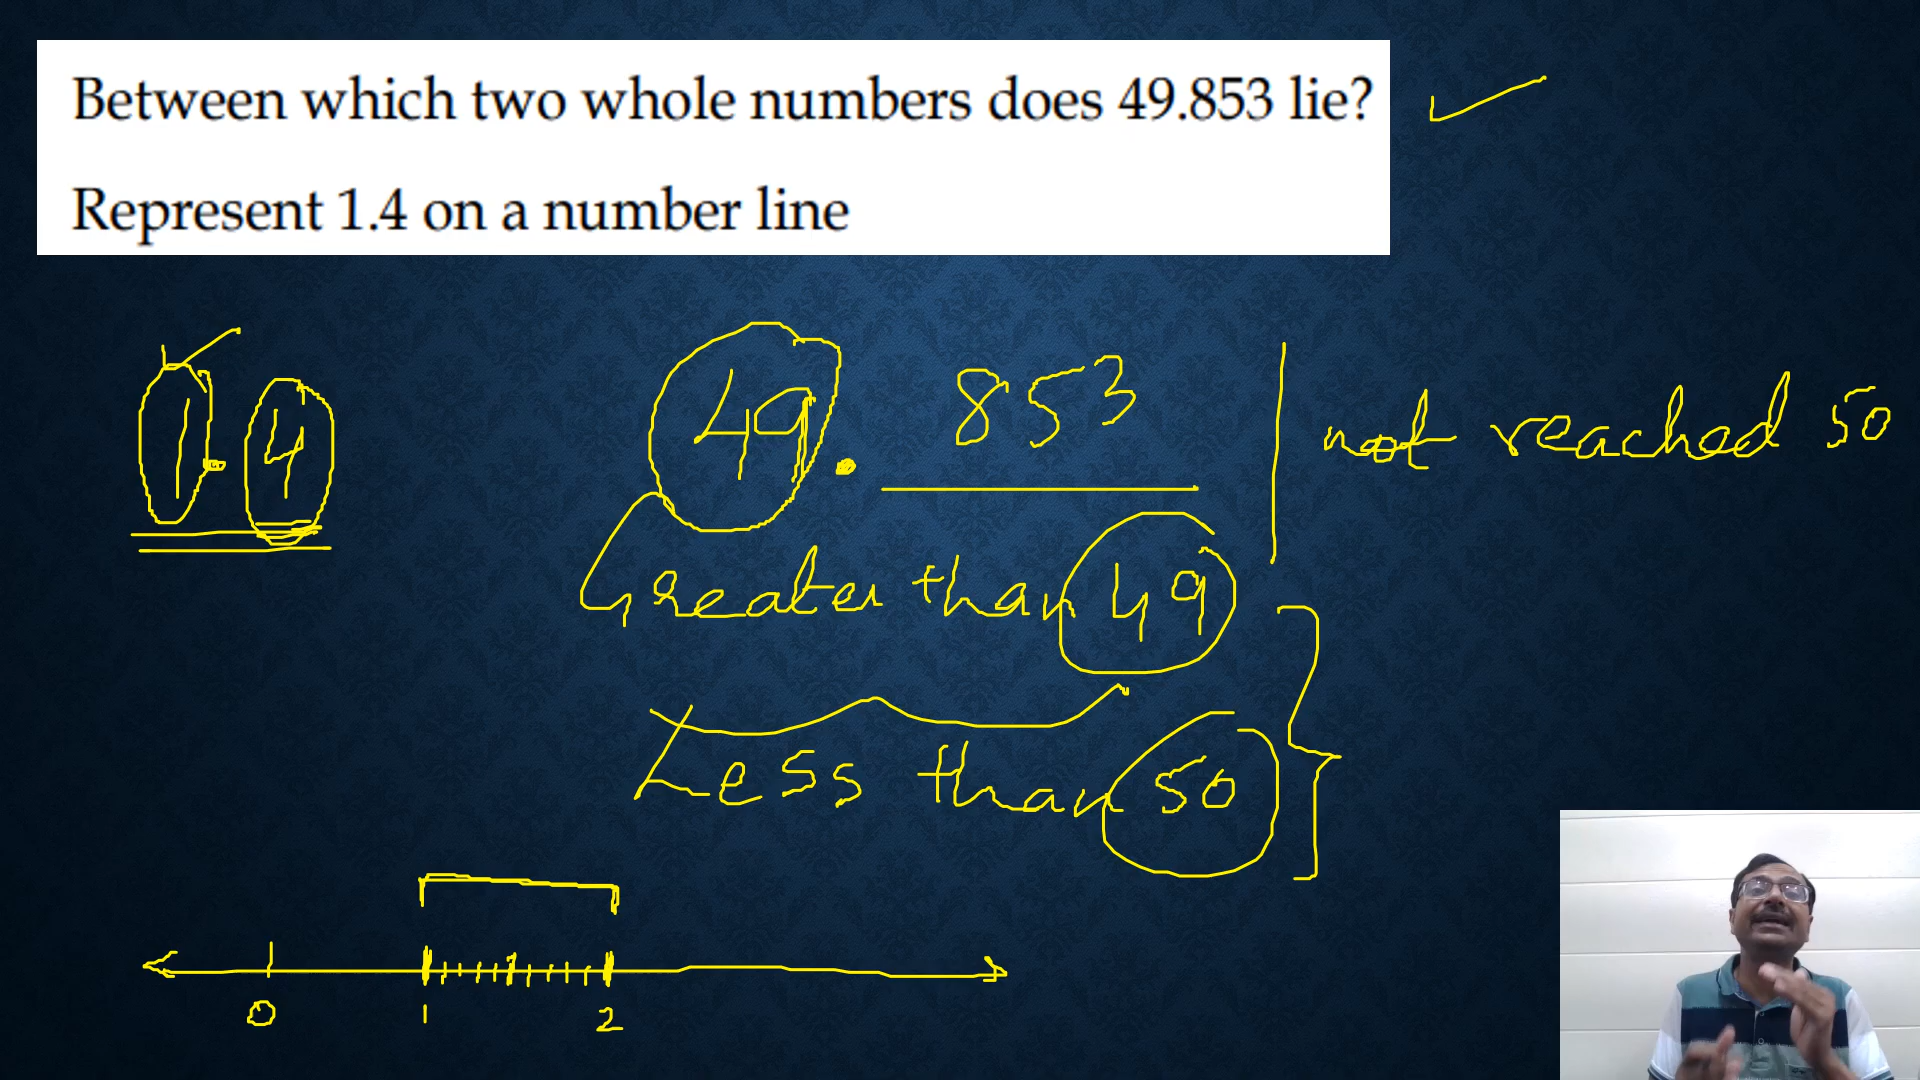 Between which two whole numbers does 49.853 lie?
Represent 1.4 on a number line
1.4
49.853
not reached 50
Greater than 49
Less than 50
0 1 2